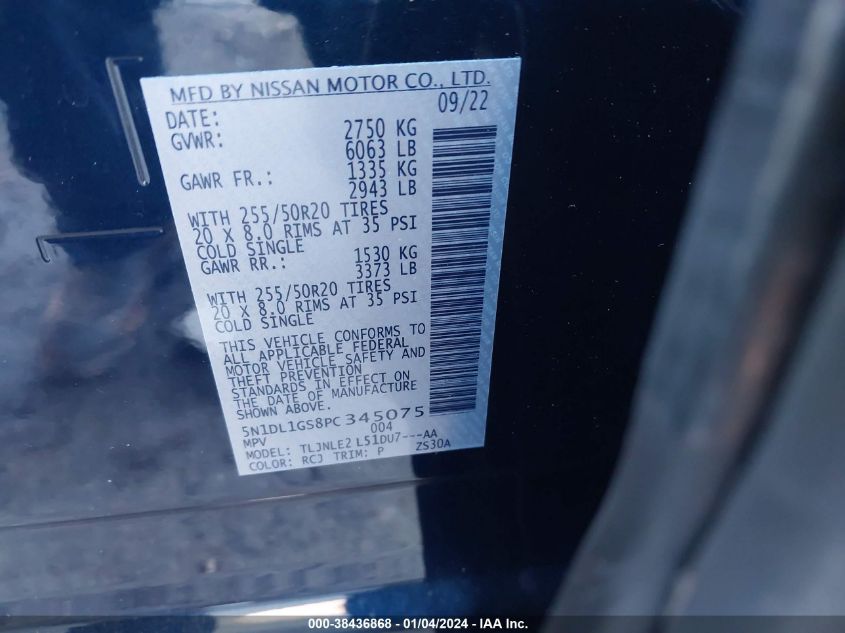 MFD BY NISSAN MOTOR CO., LTD.
DATE: 09/22
GVWR: 2750 KG
6063 LB
GAWR FR.: 1335 KG
2943 LB
WITH 255/50R20 TIRES
20 X 8.0 RIMS AT 35 PSI
COLD SINGLE
GAWR RR.: 1530 KG
3373 LB
WITH 255/50R20 TIRES
20 X 8.0 RIMS AT 35 PSI
COLD SINGLE
THIS VEHICLE CONFORMS TO
ALL APPLICABLE FEDERAL
MOTOR VEHICLE SAFETY AND
THEFT PREVENTION
STANDARDS IN EFFECT ON
THE DATE OF MANUFACTURE
SHOWN ABOVE.
5N1DL1GS8PC345075
MPV 004
MODEL: TLJNLE2 L51DU7---AA
COLOR: RCJ TRIM: P ZS30A
000-38436868 - 01/04/2024 - IAA, Inc.